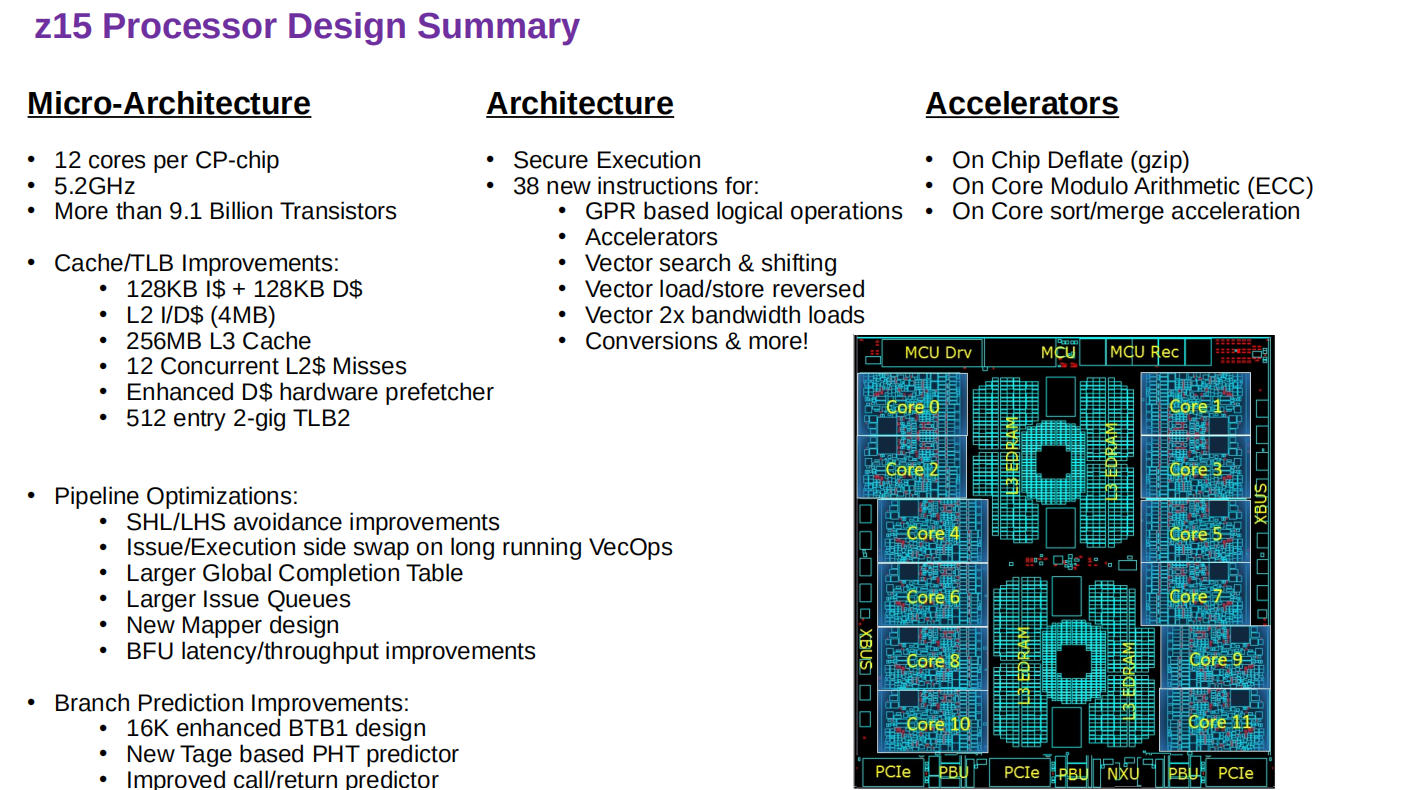 z15 Processor Design Summary
Micro-Architecture
• 12 cores per CP-chip
• 5.2GHz
• More than 9.1 Billion Transistors
• Cache/TLB Improvements:
• 128KB I$ + 128KB D$
• L2 I/D$ (4MB)
• 256MB L3 Cache
• 12 Concurrent L2$ Misses
• Enhanced D$ hardware prefetcher
• 512 entry 2-gig TLB2
• Pipeline Optimizations:
• SHL/LHS avoidance improvements
• Issue/Execution side swap on long running VecOps
• Larger Global Completion Table
• Larger Issue Queues
• New Mapper design
• BFU latency/throughput improvements
• Branch Prediction Improvements:
• 16K enhanced BTB1 design
• New Tage based PHT predictor
• Improved call/return predictor
Architecture
• Secure Execution
• 38 new instructions for:
• GPR based logical operations
• Accelerators
• Vector search & shifting
• Vector load/store reversed
• Vector 2x bandwidth loads
• Conversions & more!
Accelerators
• On Chip Deflate (gzip)
• On Core Modulo Arithmetic (ECC)
• On Core sort/merge acceleration
MCU Drv MCU MCU Rec
Core 0 Core 1
L3 EDRAM L3 EDRAM
Core 2 Core 3
XBUS
Core 4 Core 5
Core 6 Core 7
XBUS
Core 8 Core 9
L3 EDRAM L3 EDRAM
Core 10 Core 11
PCIe PBU PCIe PBU NXU PBU PCIe